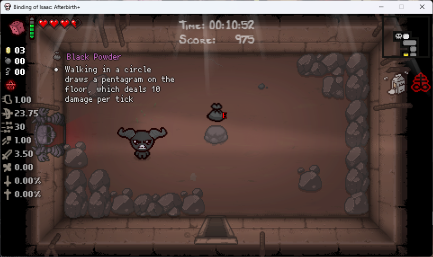 Binding of Isaac: Afterbirth+
TIME: 00:10:52
SCORE: 975
03
00
00
Black Powder
• Walking in a circle
draws a pentagram on the
floor, which deals 10
damage per tick
1.00
23.75
30
1.00
3.50
0.00
0.00%
0.00%